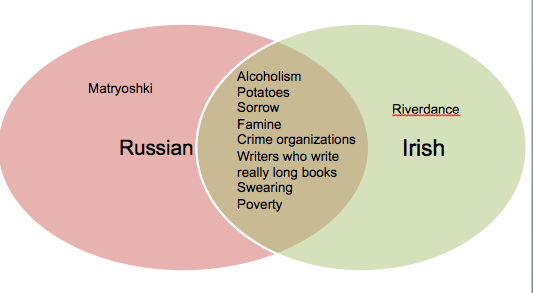 Matryoshki
Russian
Alcoholism
Potatoes
Sorrow
Famine
Crime organizations
Writers who write
really long books
Swearing
Poverty
Riverdance
Irish